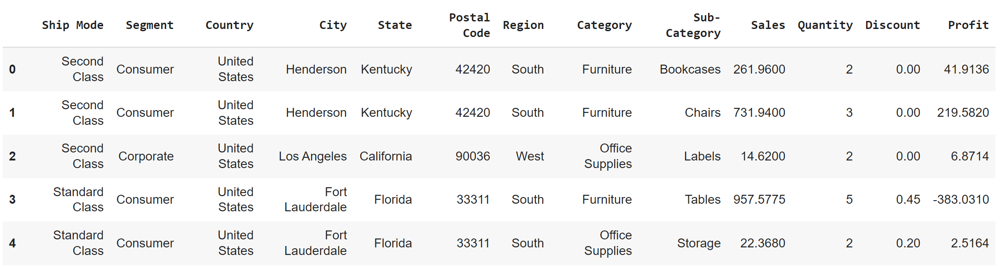 Ship Mode Segment Country City State Postal Code Region Category Sub-Category Sales Quantity Discount Profit
0 Second Class Consumer United States Henderson Kentucky 42420 South Furniture Bookcases 261.9600 2 0.00 41.9136
1 Second Class Consumer United States Henderson Kentucky 42420 South Furniture Chairs 731.9400 3 0.00 219.5820
2 Second Class Corporate United States Los Angeles California 90036 West Office Supplies Labels 14.6200 2 0.00 6.8714
3 Standard Class Consumer United States Fort Lauderdale Florida 33311 South Furniture Tables 957.5775 5 0.45 -383.0310
4 Standard Class Consumer United States Fort Lauderdale Florida 33311 South Office Supplies Storage 22.3680 2 0.20 2.5164